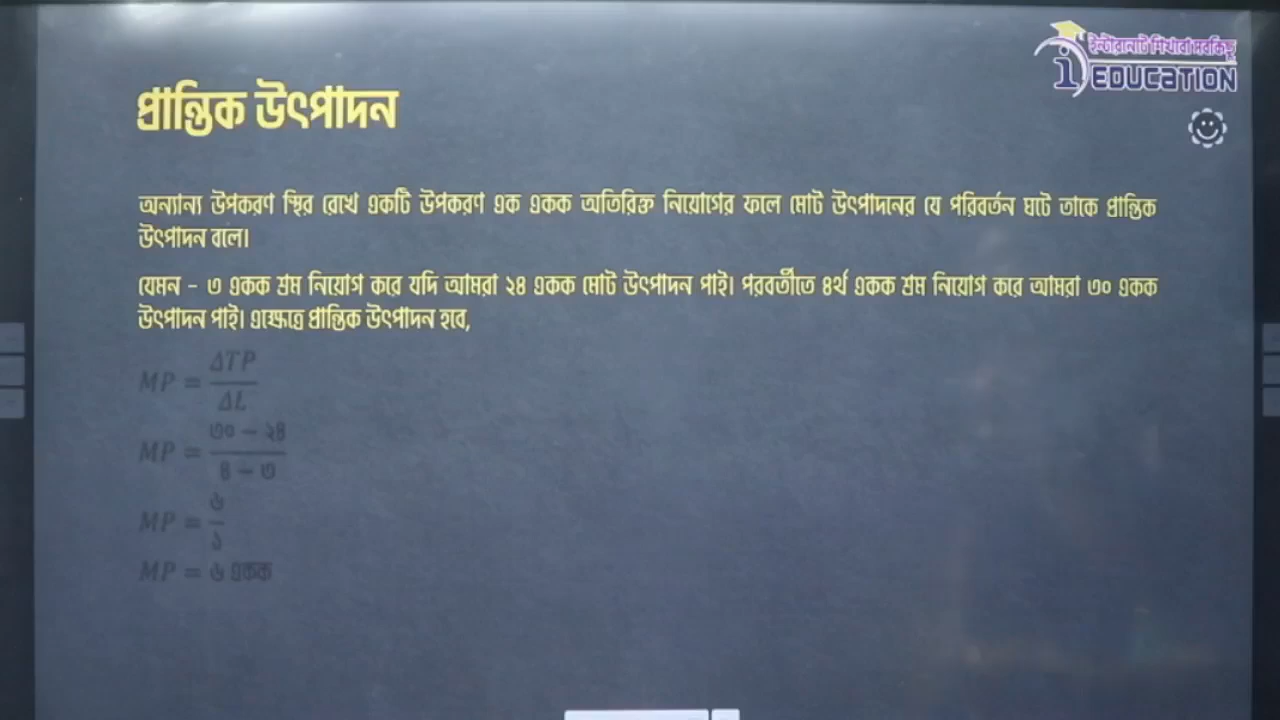 ইন্টারনেট শিখাবো সবকিছু
iEDUCATION
প্রান্তিক উৎপাদন
অন্যান্য উপকরণ স্থির রেখে একটি উপকরণ এক একক অতিরিক্ত নিয়োগের ফলে মোট উৎপাদনের যে পরিবর্তন ঘটে তাকে প্রান্তিক
উৎপাদন বলে।
যেমন - ৩ একক শ্রম নিয়োগ করে যদি আমরা ২৪ একক মোট উৎপাদন পাই। পরবর্তীতে ৪র্থ একক শ্রম নিয়োগ করে আমরা ৩০ একক
উৎপাদন পাই। এক্ষেত্রে প্রান্তিক উৎপাদন হবে,
MP = ΔTP / ΔL
MP = ৩০ − ২৪ / ৪ − ৩
MP = ৬ / ১
MP = ৬ একক